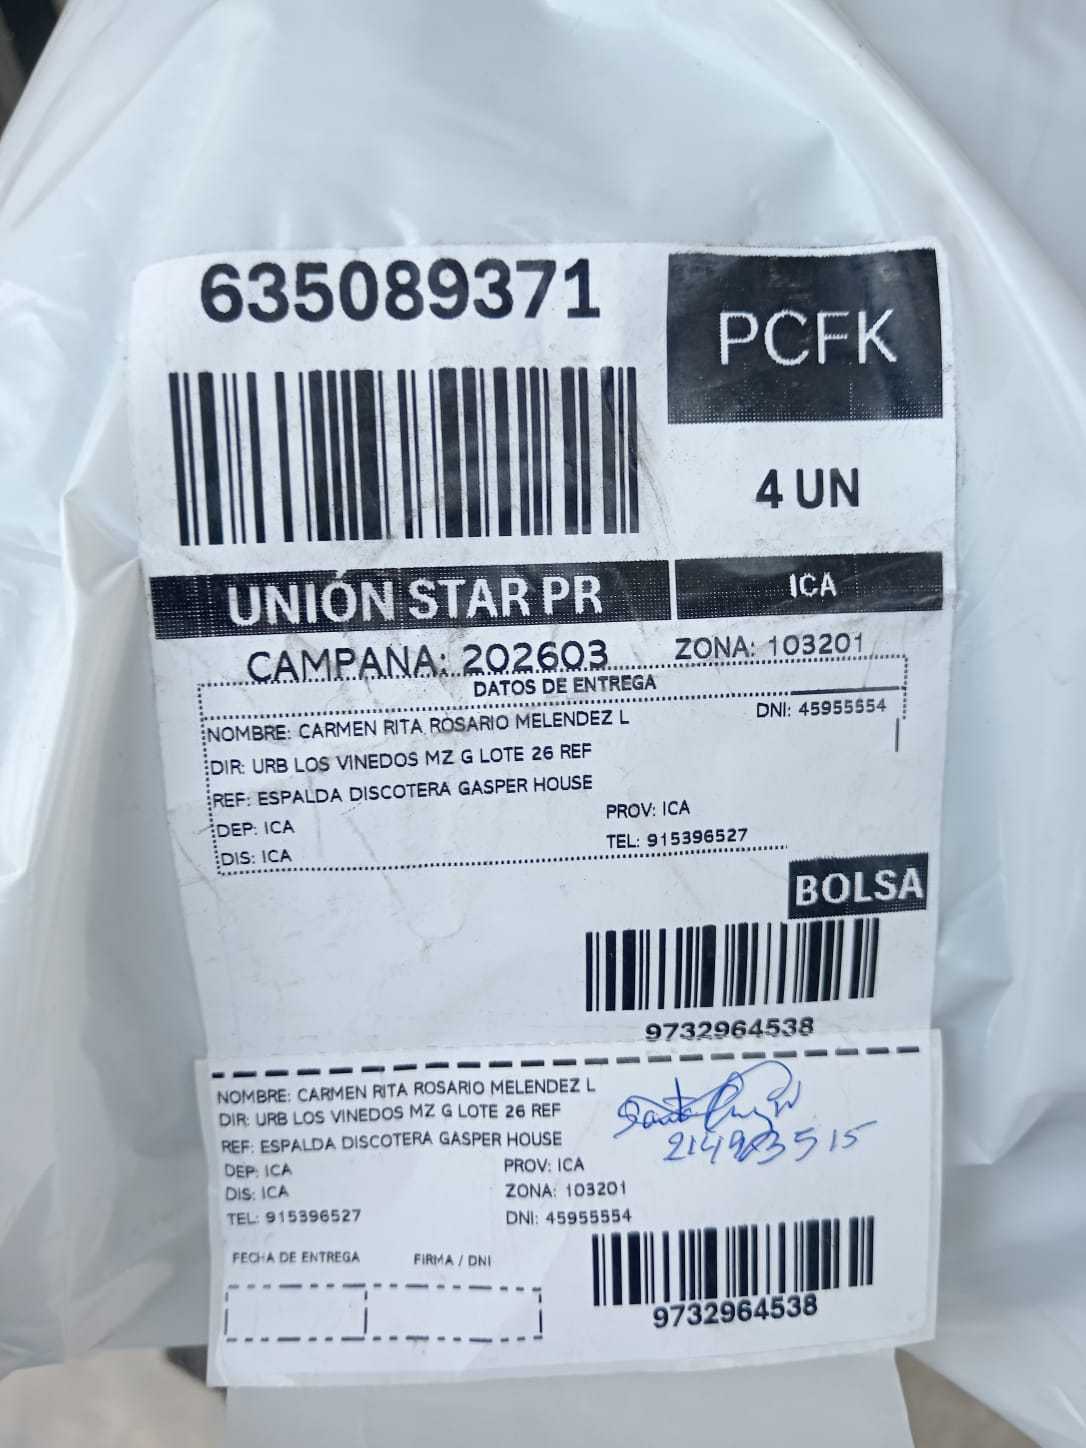 635089371
PCFK
4 UN
UNIÓN STAR PR
ICA
CAMPAÑA: 202603
ZONA: 103201
DATOS DE ENTREGA
NOMBRE: CARMEN RITA ROSARIO MELENDEZ L
DNI: 45955554
DIR: URB LOS VINEDOS MZ G LOTE 26 REF
REF: ESPALDA DISCOTERA GASPER HOUSE
DEP: ICA
PROV: ICA
DIS: ICA
TEL: 915396527
BOLSA
9732964538
NOMBRE: CARMEN RITA ROSARIO MELENDEZ L
DIR: URB LOS VINEDOS MZ G LOTE 26 REF
REF: ESPALDA DISCOTERA GASPER HOUSE
DEP: ICA
PROV: ICA
DIS: ICA
ZONA: 103201
TEL: 915396527
DNI: 45955554
FECHA DE ENTREGA
FIRMA / DNI
9732964538